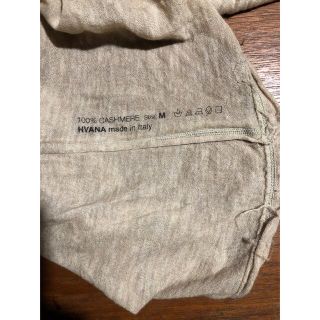 100% CASHMERE Size M
HVANA made in Italy